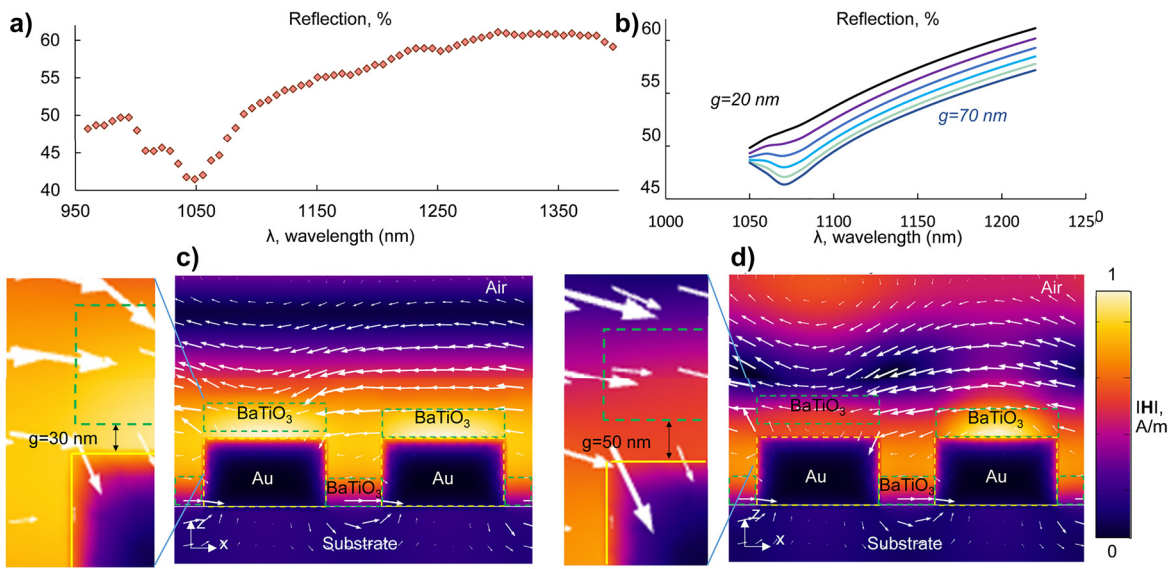 a)
Reflection, %
60
55
50
45
40
950
1050
1150
1250
1350
λ, wavelength (nm)
b)
Reflection, %
60
55
50
45
g=20 nm
g=70 nm
1000
1050
1100
1150
1200
1250
0
λ, wavelength (nm)
c)
Air
BaTiO3
BaTiO3
g=30 nm
Au
Au
BaTiO3
z
x
Substrate
d)
Air
BaTiO3
BaTiO3
g=50 nm
Au
Au
BaTiO3
z
x
Substrate
1
|H|,
A/m
0